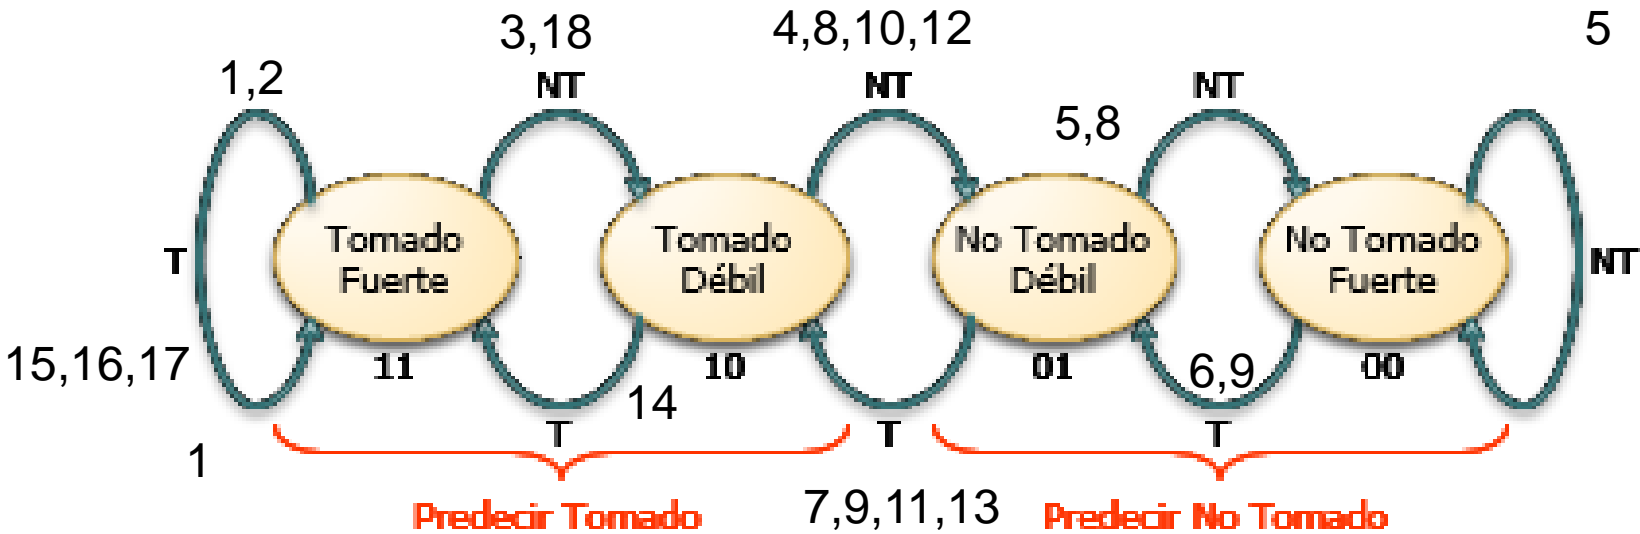 3,18
4,8,10,12
5
1,2
NT
NT
NT
5,8
Tomado
Fuerte
Tomado
Débil
No Tomado
Débil
No Tomado
Fuerte
T
NT
15,16,17
11
10
01
00
6,9
14
T
T
T
1
7,9,11,13
Predecir Tomado
Predecir No Tomado